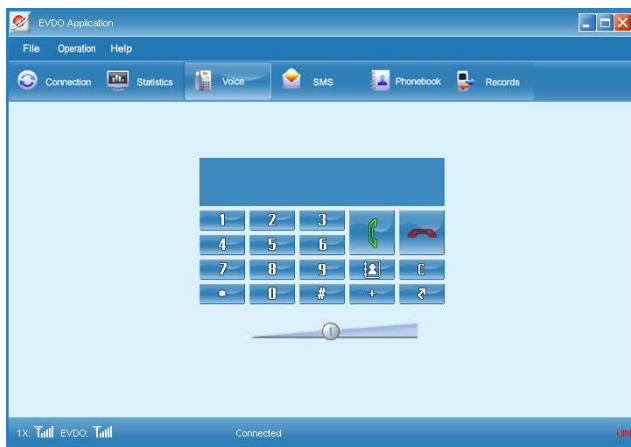 EVDO Application
File Operation Help
Connection Statistics Voice SMS Phonebook Records
1 2 3
4 5 6
7 8 9 C
* 0 # +
1X: EVDO: Connected UIM